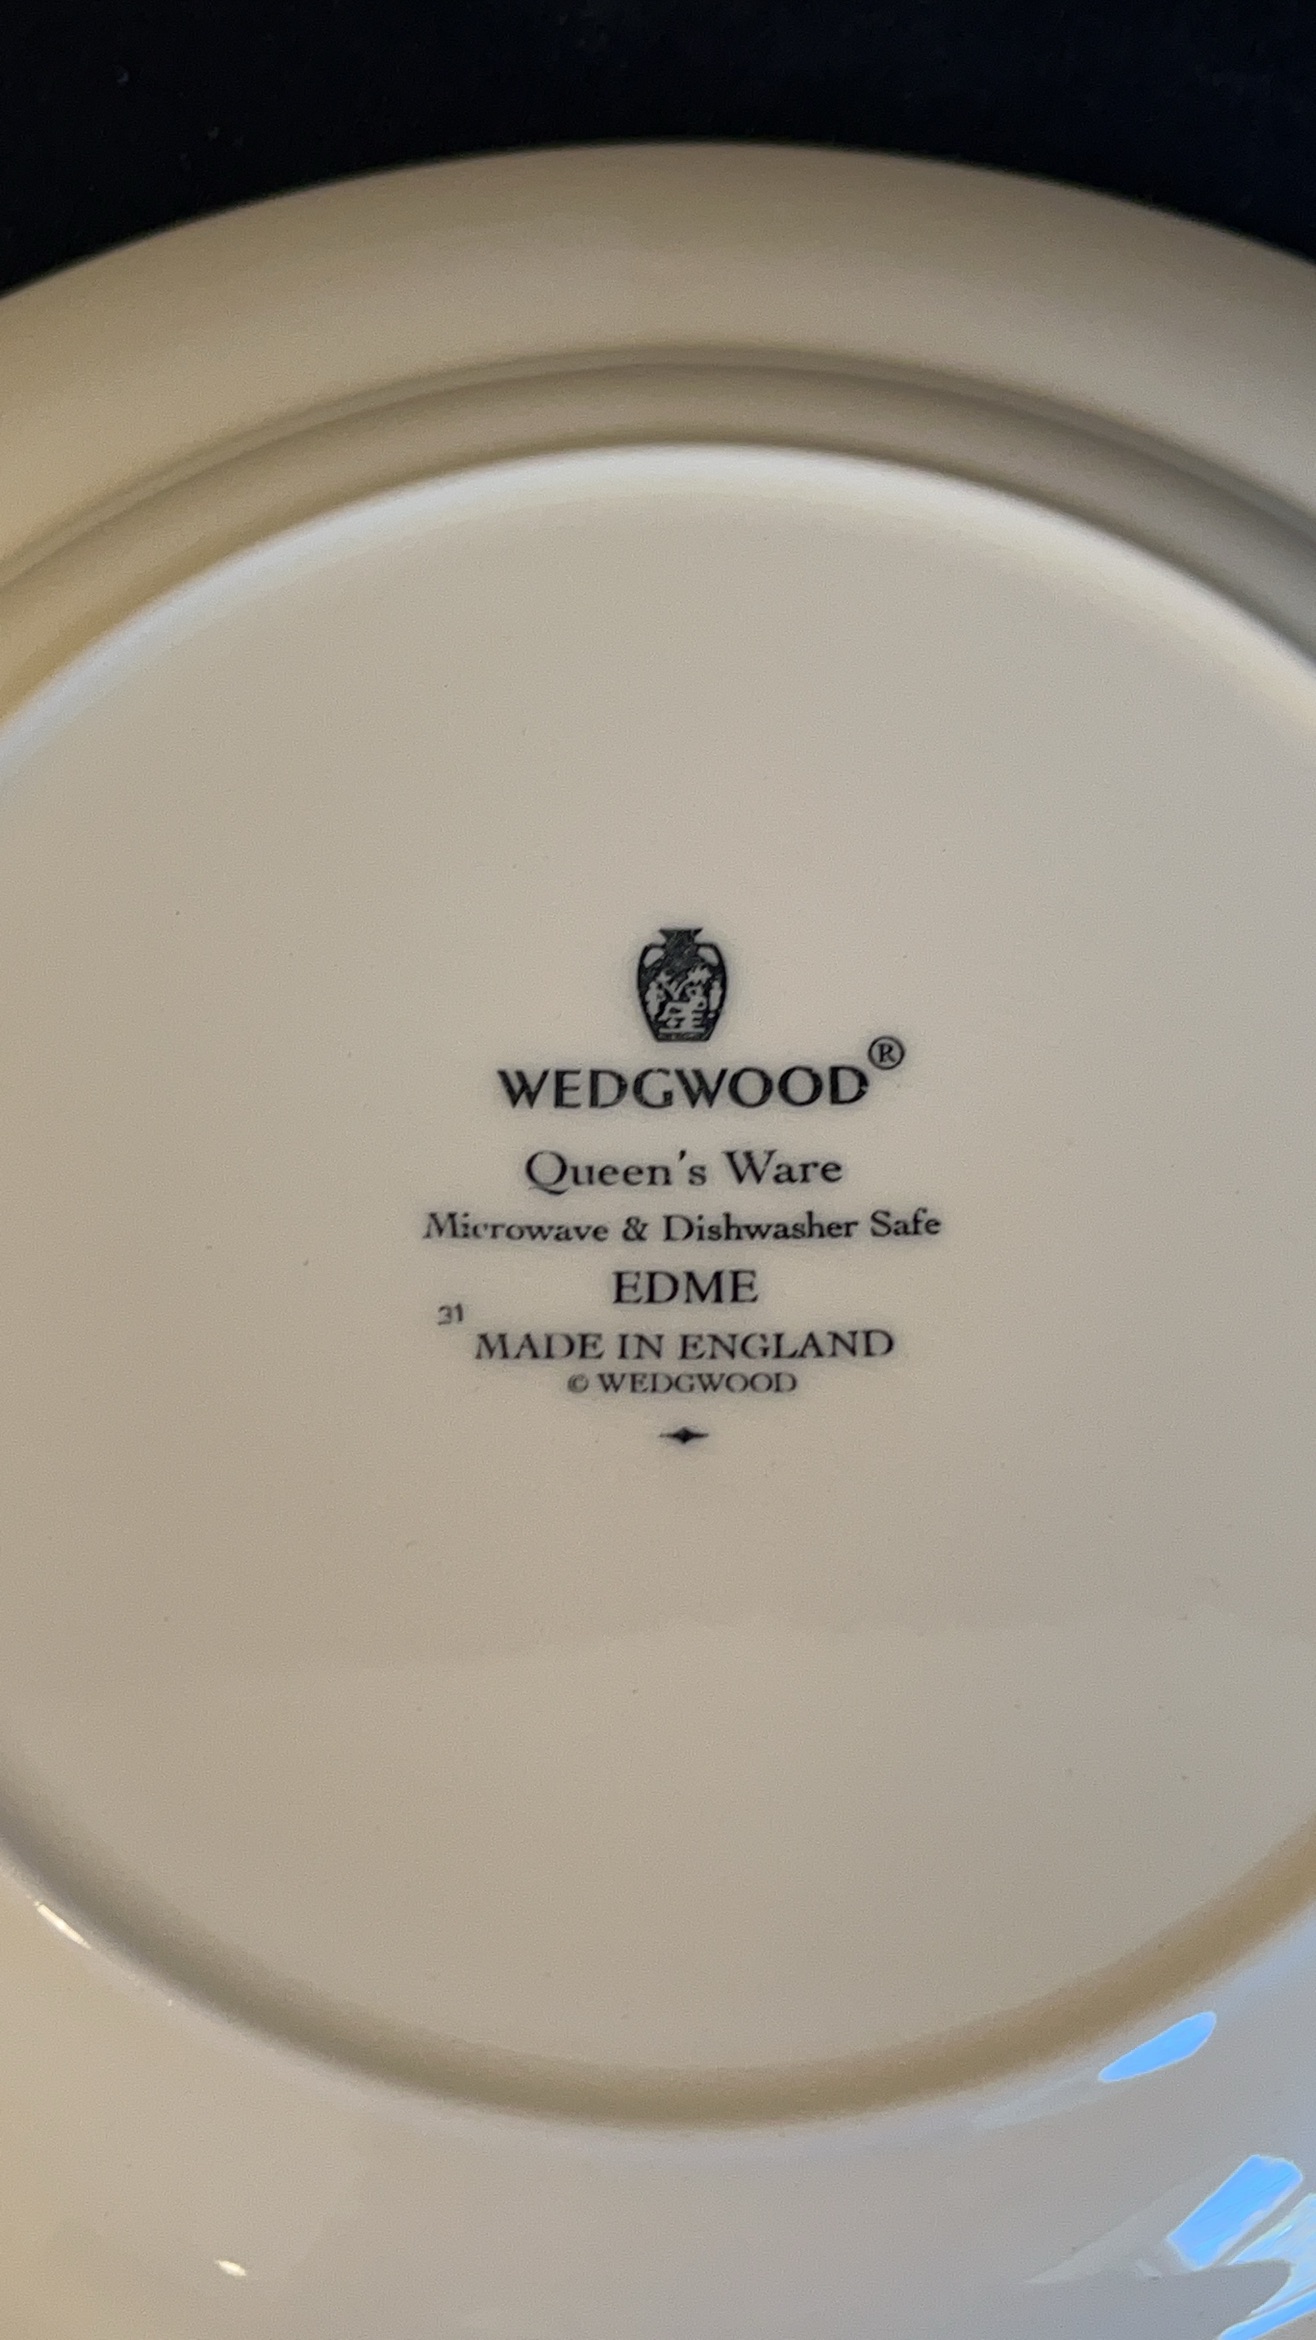 WEDGWOOD®
Queen's Ware
Microwave & Dishwasher Safe
EDME
31
MADE IN ENGLAND
© WEDGWOOD